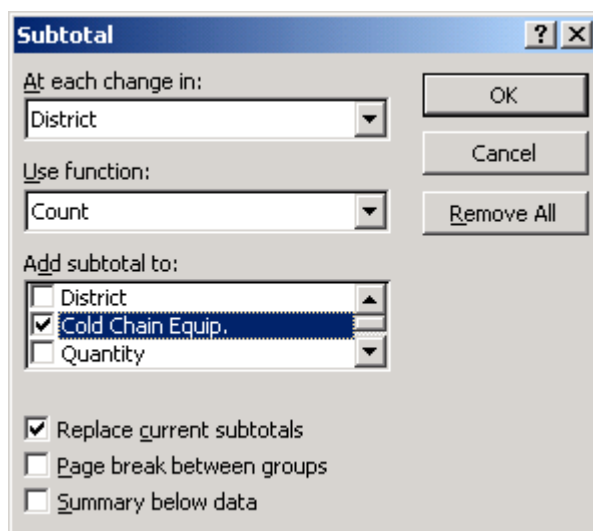 Subtotal
At each change in:
District
OK
Cancel
Use function:
Count
Remove All
Add subtotal to:
District
Cold Chain Equip.
Quantity
Replace current subtotals
Page break between groups
Summary below data